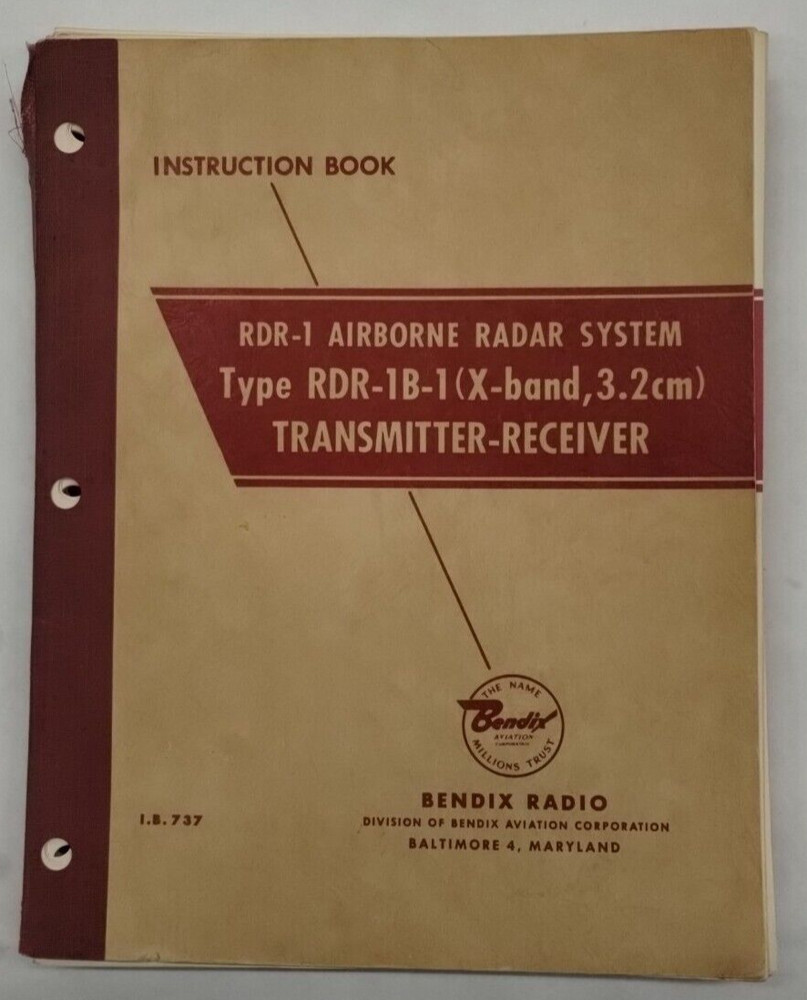 INSTRUCTION BOOK
RDR-1 AIRBORNE RADAR SYSTEM
Type RDR-1B-1(X-band,3.2cm)
TRANSMITTER-RECEIVER
THE NAME
Bendix
AVIATION
CORPORATION
MILLIONS TRUST
BENDIX RADIO
DIVISION OF BENDIX AVIATION CORPORATION
BALTIMORE 4, MARYLAND
I.B. 737